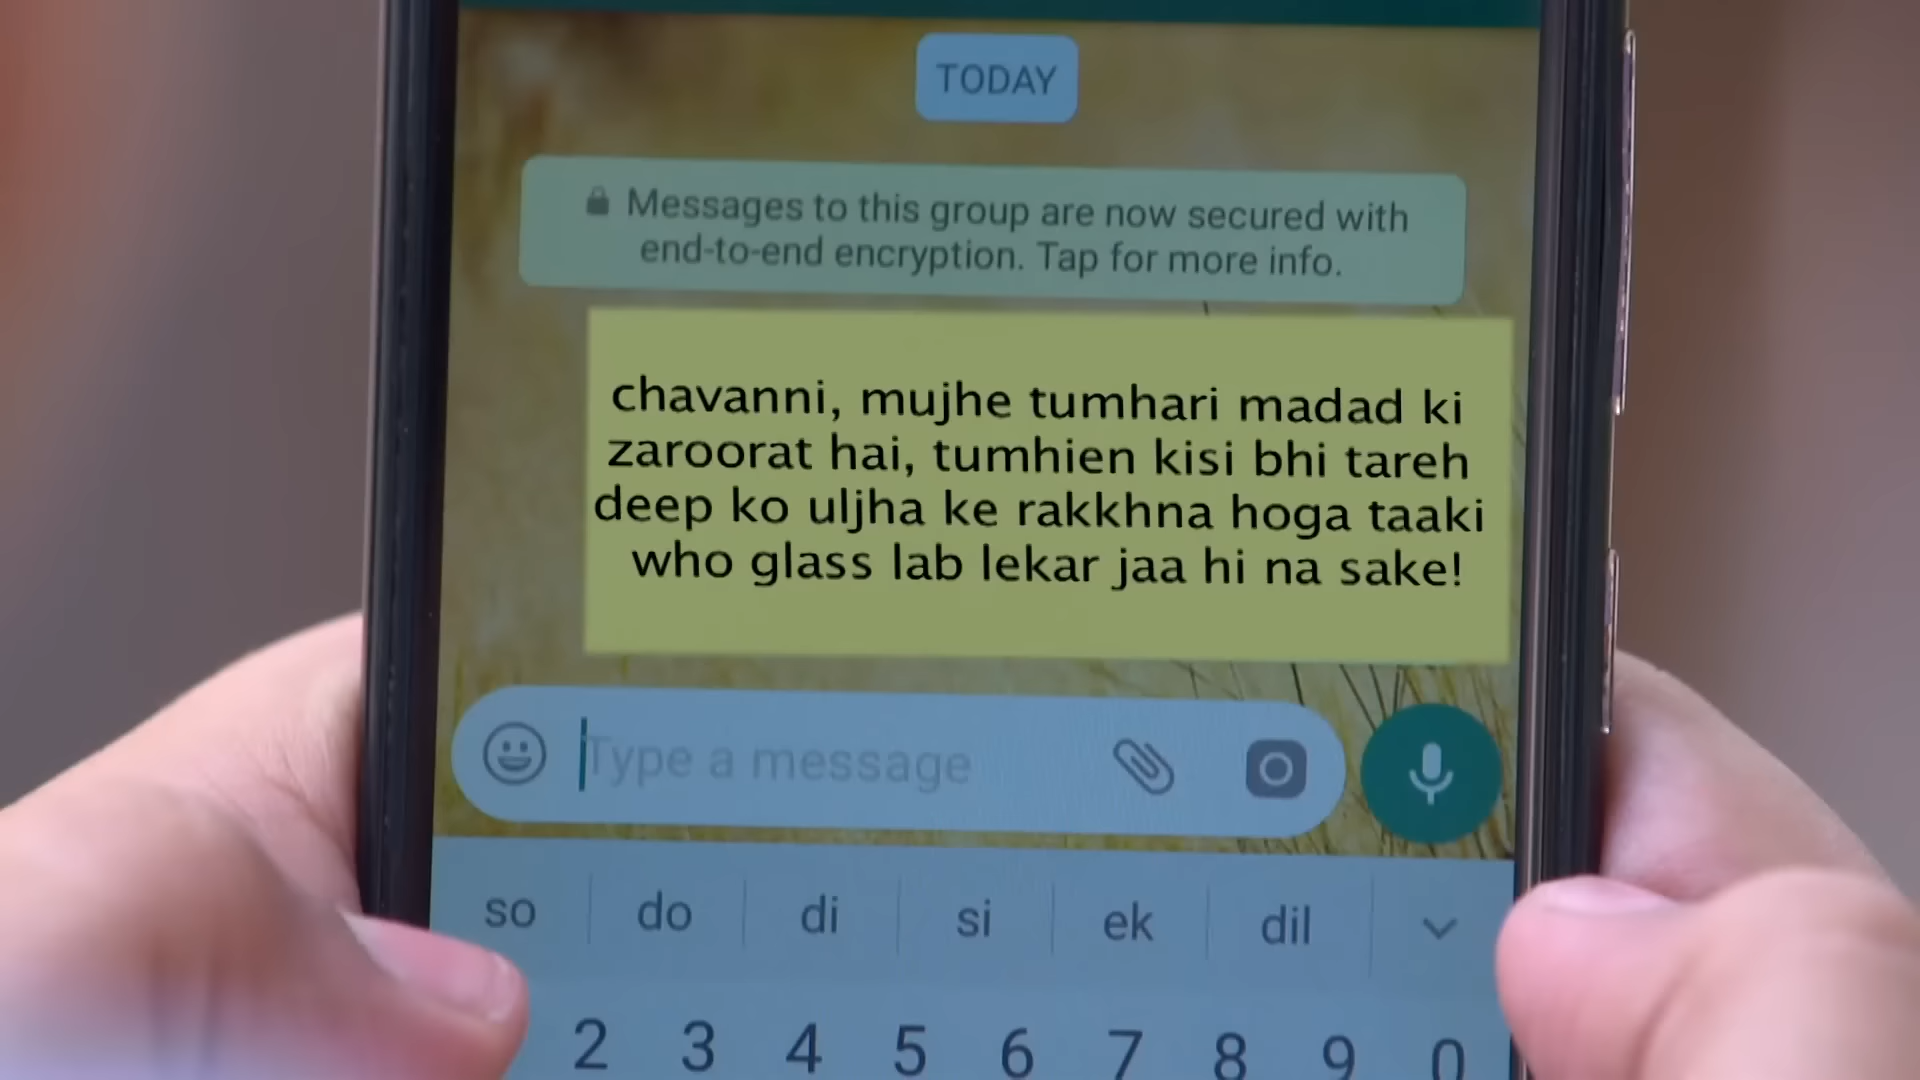 TODAY
Messages to this group are now secured with
end-to-end encryption. Tap for more info.
chavanni, mujhe tumhari madad ki
zaroorat hai, tumhien kisi bhi tareh
deep ko uljha ke rakkhna hoga taaki
who glass lab lekar jaa hi na sake!
Type a message
so do di si ek dil
2 3 4 5 6 7 8 9 0